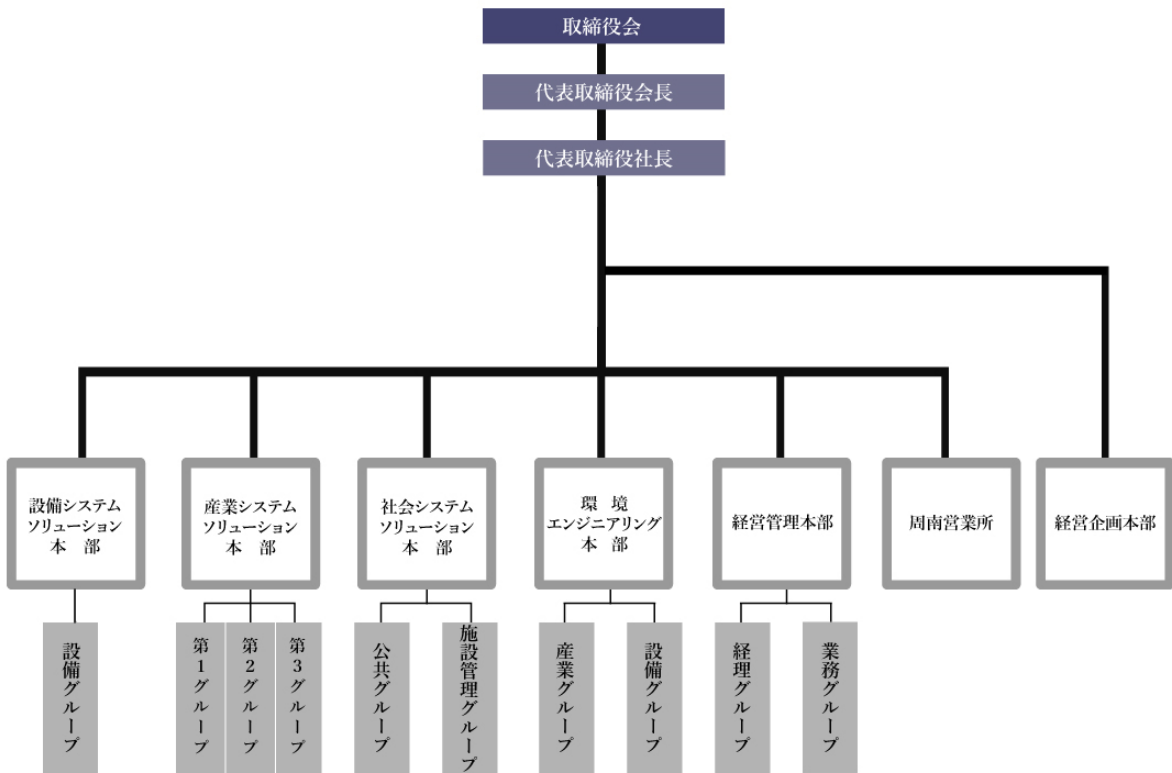 取締役会
代表取締役会長
代表取締役社長
設備システム
ソリューション
本 部
産業システム
ソリューション
本 部
社会システム
ソリューション
本 部
環 境
エンジニアリング
本 部
経営管理本部
周南営業所
経営企画本部
設備グループ
第1グループ
第2グループ
第3グループ
公共グループ
施設管理グループ
産業グループ
設備グループ
経理グループ
業務グループ